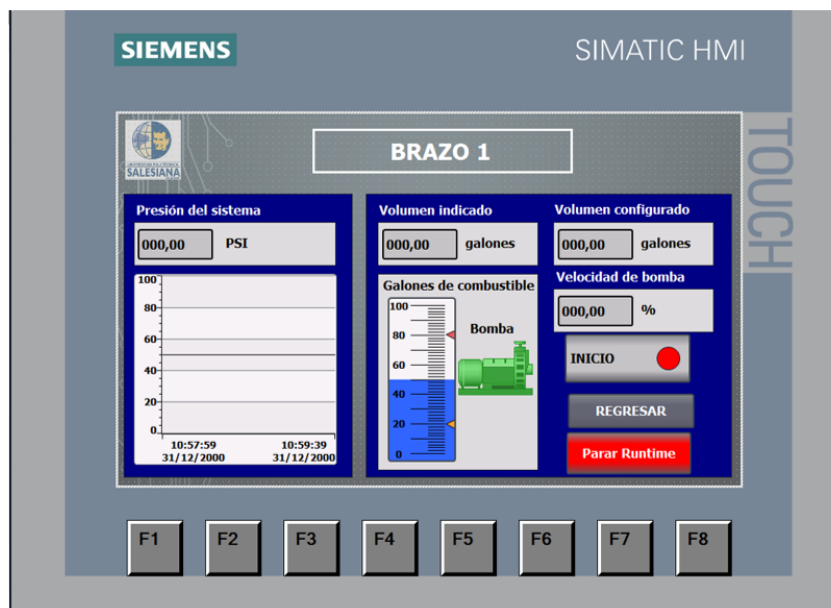 SIEMENS
SIMATIC HMI
TOUCH
SALESIANA
BRAZO 1
Presión del sistema
000,00 PSI
100
80
60
40
20
0
10:57:59
31/12/2000
10:59:39
31/12/2000
Volumen indicado
000,00 galones
Galones de combustible
100
80
60
40
20
0
Bomba
Volumen configurado
000,00 galones
Velocidad de bomba
000,00 %
INICIO
REGRESAR
Parar Runtime
F1 F2 F3 F4 F5 F6 F7 F8